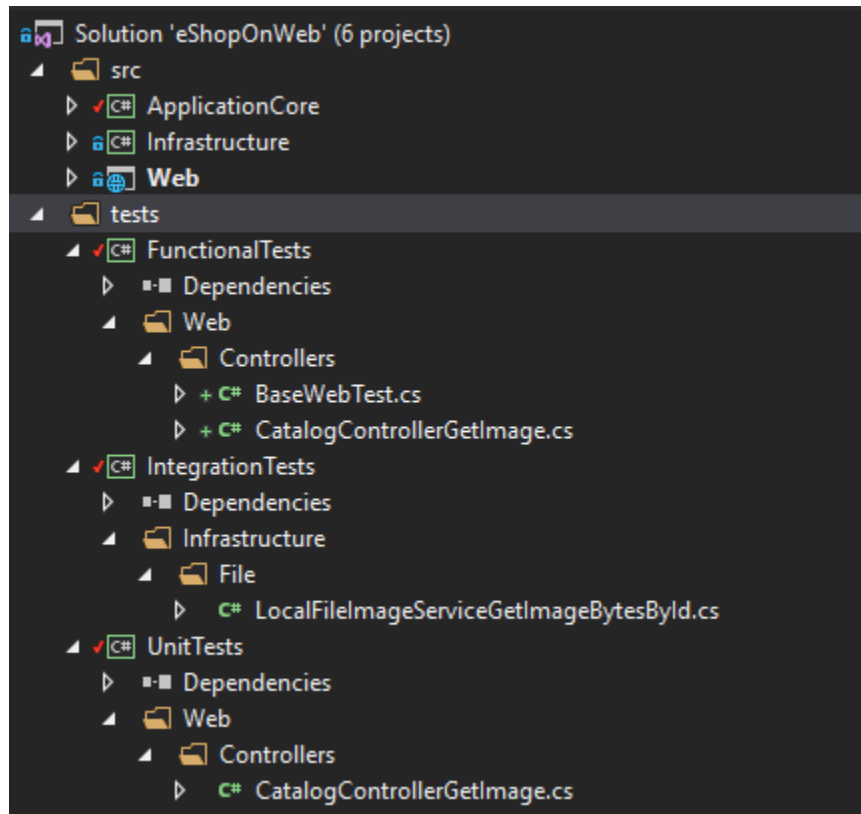 Solution 'eShopOnWeb' (6 projects)
src
C# ApplicationCore
C# Infrastructure
Web
tests
C# FunctionalTests
Dependencies
Web
Controllers
+ C# BaseWebTest.cs
+ C# CatalogControllerGetImage.cs
C# IntegrationTests
Dependencies
Infrastructure
File
C# LocalFileImageServiceGetImageBytesById.cs
C# UnitTests
Dependencies
Web
Controllers
C# CatalogControllerGetImage.cs